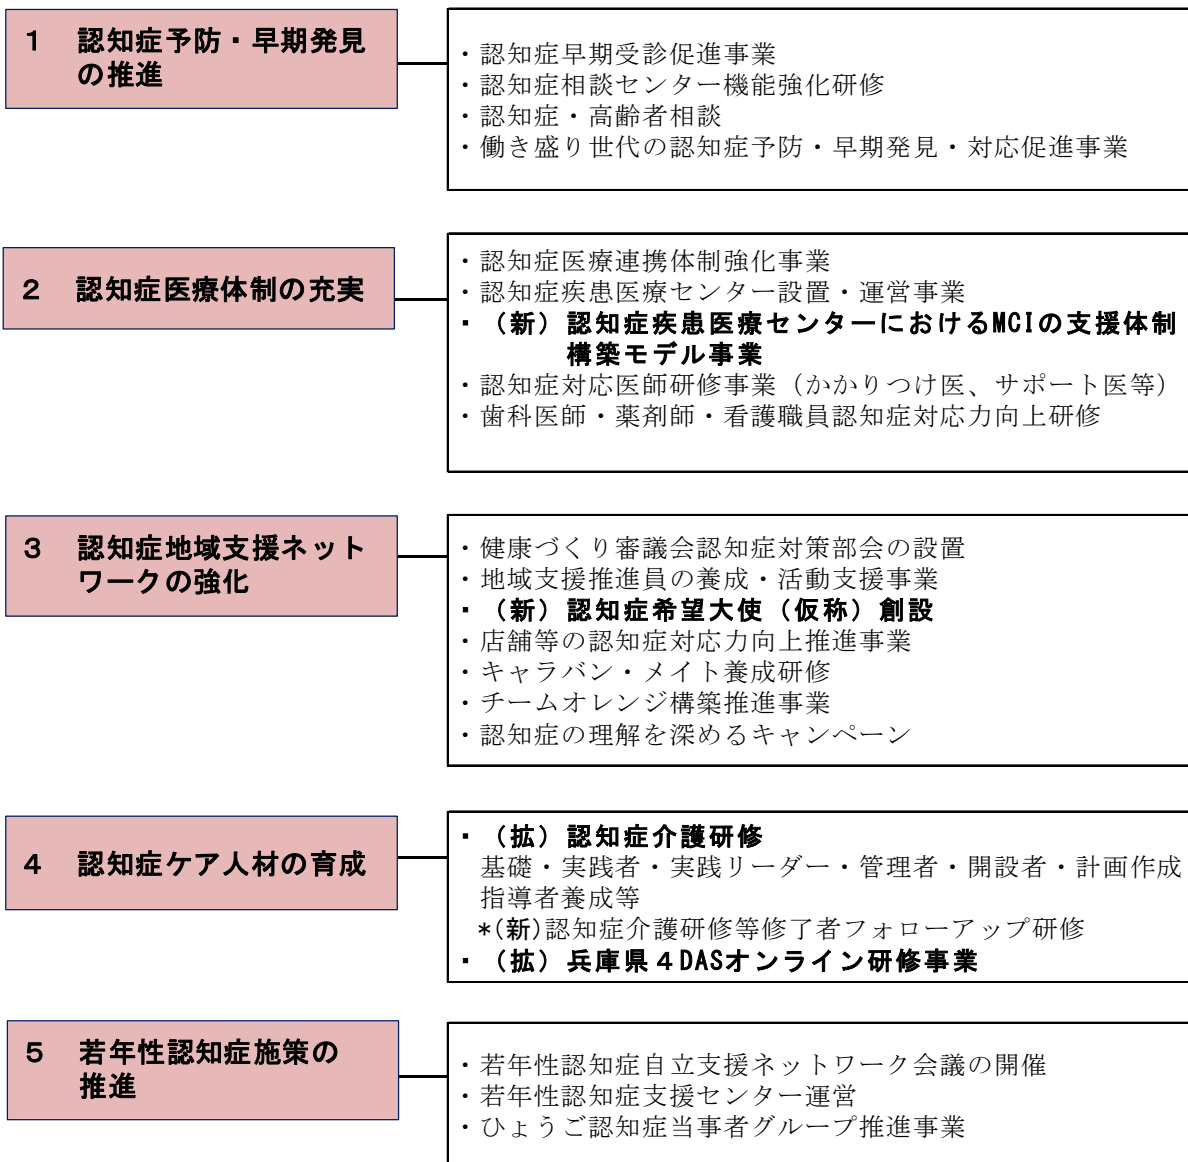 １　認知症予防・早期発見
の推進
・認知症早期受診促進事業
・認知症相談センター機能強化研修
・認知症・高齢者相談
・働き盛り世代の認知症予防・早期発見・対応促進事業
２　認知症医療体制の充実
・認知症医療連携体制強化事業
・認知症疾患医療センター設置・運営事業
・（新）認知症疾患医療センターにおけるMCIの支援体制
構築モデル事業
・認知症対応医師研修事業（かかりつけ医、サポート医等）
・歯科医師・薬剤師・看護職員認知症対応力向上研修
３　認知症地域支援ネット
ワークの強化
・健康づくり審議会認知症対策部会の設置
・地域支援推進員の養成・活動支援事業
・（新）認知症希望大使（仮称）創設
・店舗等の認知症対応力向上推進事業
・キャラバン・メイト養成研修
・チームオレンジ構築推進事業
・認知症の理解を深めるキャンペーン
４　認知症ケア人材の育成
・（拡）認知症介護研修
基礎・実践者・実践リーダー・管理者・開設者・計画作成
指導者養成等
*(新)認知症介護研修等修了者フォローアップ研修
・（拡）兵庫県４DASオンライン研修事業
５　若年性認知症施策の
推進
・若年性認知症自立支援ネットワーク会議の開催
・若年性認知症支援センター運営
・ひょうご認知症当事者グループ推進事業